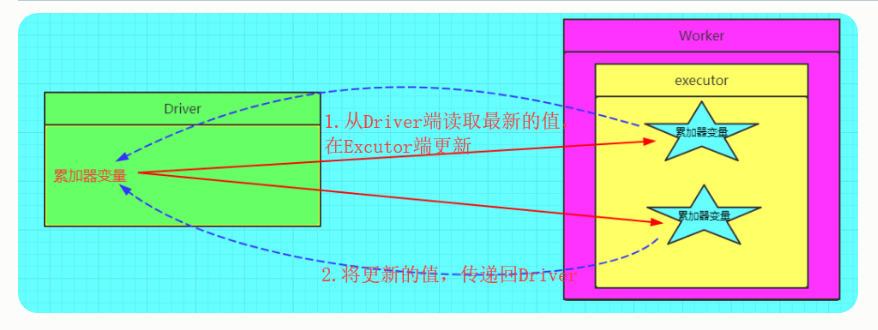 Worker
executor
Driver
1.从Driver端读取最新的值，
在Excutor端更新
累加器变量
累加器变量
累加器变量
2.将更新的值，传递回Driver